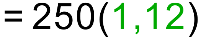 = 250(1,12)